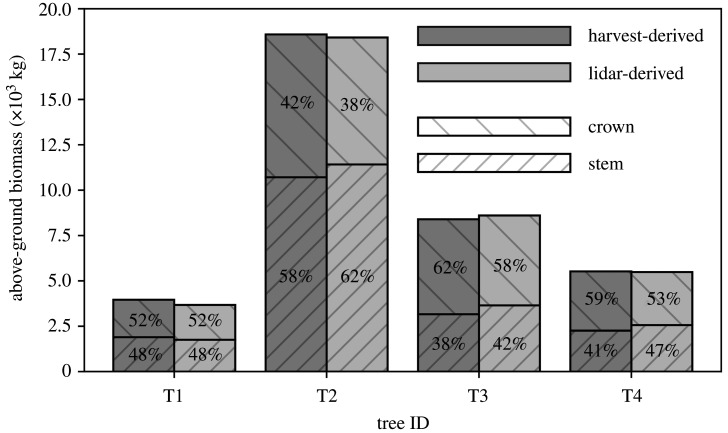 20.0
17.5
15.0
12.5
10.0
7.5
5.0
2.5
0
above-ground biomass (×10³ kg)
harvest-derived
lidar-derived
crown
stem
42% 38%
58% 62%
62% 58%
38% 42%
52% 52%
48% 48%
59% 53%
41% 47%
T1 T2 T3 T4
tree ID